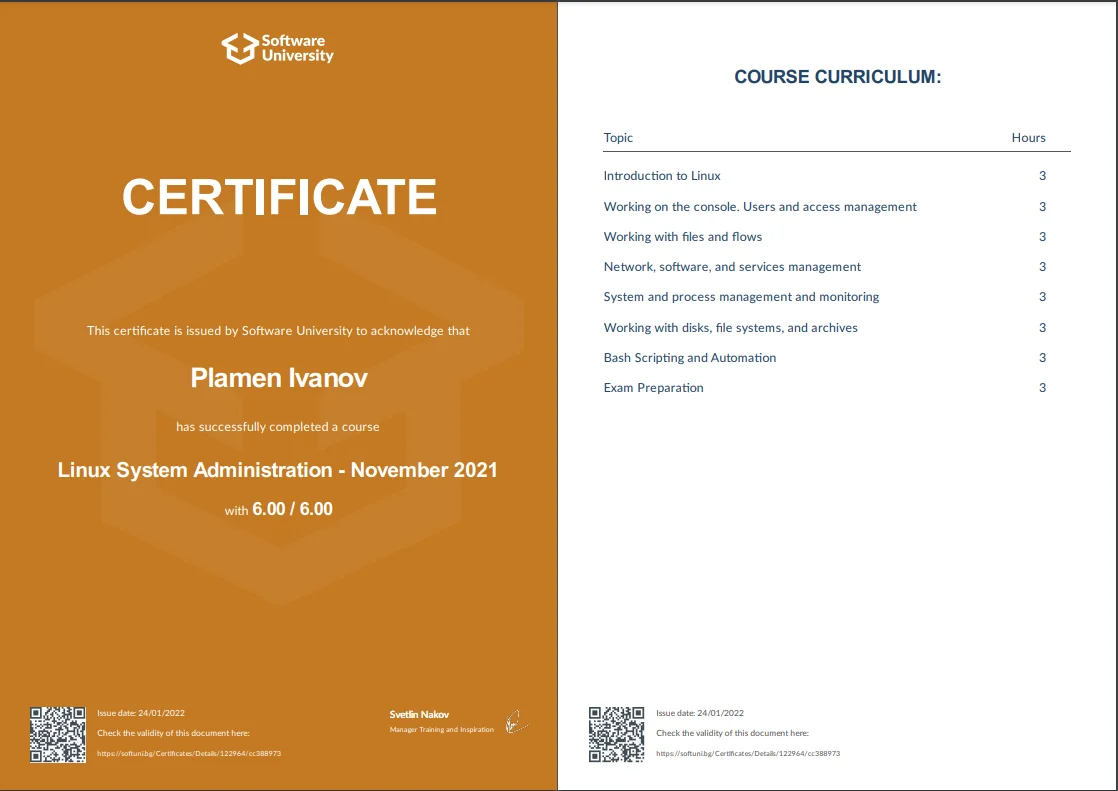 Software
University
CERTIFICATE
This certificate is issued by Software University to acknowledge that
Plamen Ivanov
has successfully completed a course
Linux System Administration - November 2021
with 6.00 / 6.00
Issue date: 24/01/2022
Check the validity of this document here:
https://softuni.bg/Certificates/Details/122964/cc388973
Svetlin Nakov
Manager Training and Inspiration
COURSE CURRICULUM:
Topic Hours
Introduction to Linux 3
Working on the console. Users and access management 3
Working with files and flows 3
Network, software, and services management 3
System and process management and monitoring 3
Working with disks, file systems, and archives 3
Bash Scripting and Automation 3
Exam Preparation 3
Issue date: 24/01/2022
Check the validity of this document here:
https://softuni.bg/Certificates/Details/122964/cc388973